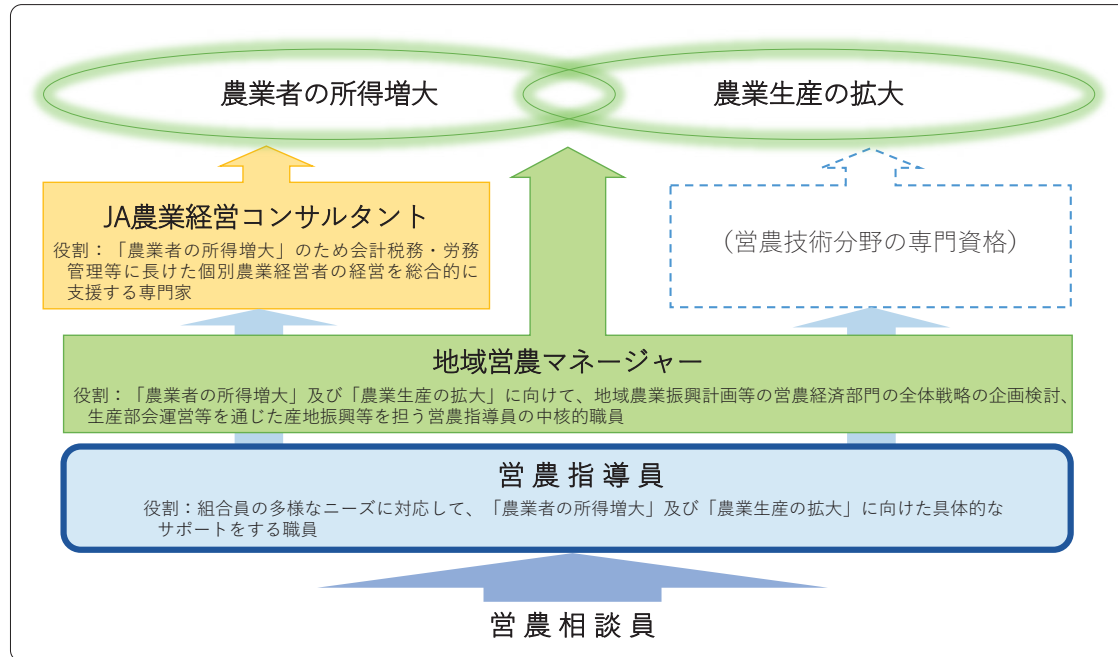 農業者の所得増大
農業生産の拡大
JA農業経営コンサルタント
役割：「農業者の所得増大」のため会計税務・労務
管理等に長けた個別農業経営者の経営を総合的に
支援する専門家
（営農技術分野の専門資格）
地域営農マネージャー
役割：「農業者の所得増大」及び「農業生産の拡大」に向けて、地域農業振興計画等の営農経済部門の全体戦略の企画検討、
生産部会運営等を通じた産地振興等を担う営農指導員の中核的職員
営農指導員
役割：組合員の多様なニーズに対応して、「農業者の所得増大」及び「農業生産の拡大」に向けた具体的な
サポートをする職員
営農相談員